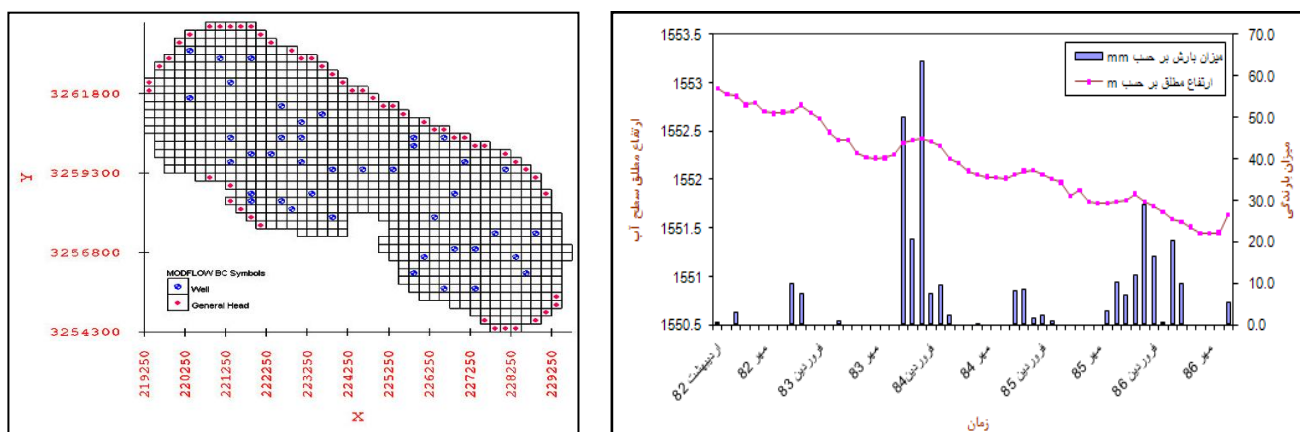 3261800
3259300
3256800
3254300
Y
MODFLOW BC Symbols
Well
General Head
219250
220250
221250
222250
223250
224250
225250
226250
227250
228250
229250
X
1553.5
1553
1552.5
1552
1551.5
1551
1550.5
ارتفاع مطلق سطح آب
میزان بارش بر حسب mm
ارتفاع مطلق بر حسب m
70.0
60.0
50.0
40.0
30.0
20.0
10.0
0.0
میزان بارندگی
اردیبهشت 82
مهر 82
فروردین 83
مهر 83
فروردین84
مهر 84
فروردین 85
مهر 85
فروردین 86
مهر 86
زمان